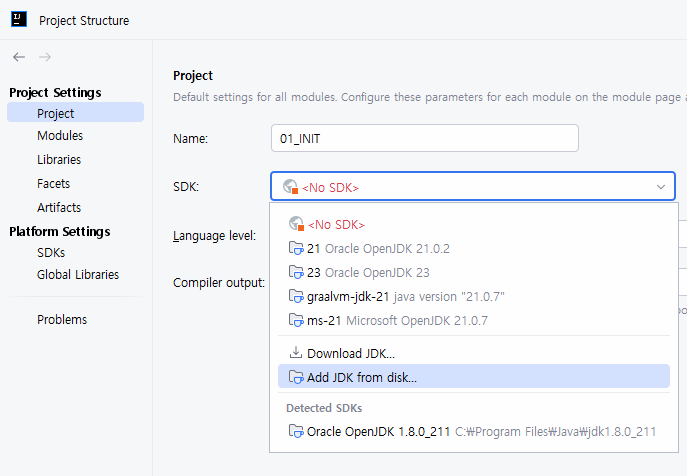 Project Structure
Project Settings
Project
Modules
Libraries
Facets
Artifacts
Platform Settings
SDKs
Global Libraries
Problems
Project
Default settings for all modules. Configure these parameters for each module on the module page
Name: 01_INIT
SDK: <No SDK>
<No SDK>
Language level:
21 Oracle OpenJDK 21.0.2
23 Oracle OpenJDK 23
Compiler output:
graalvm-jdk-21 java version "21.0.7"
ms-21 Microsoft OpenJDK 21.0.7
Download JDK...
Add JDK from disk...
Detected SDKs
Oracle OpenJDK 1.8.0_211 C:₩Program Files₩Java₩jdk1.8.0_211